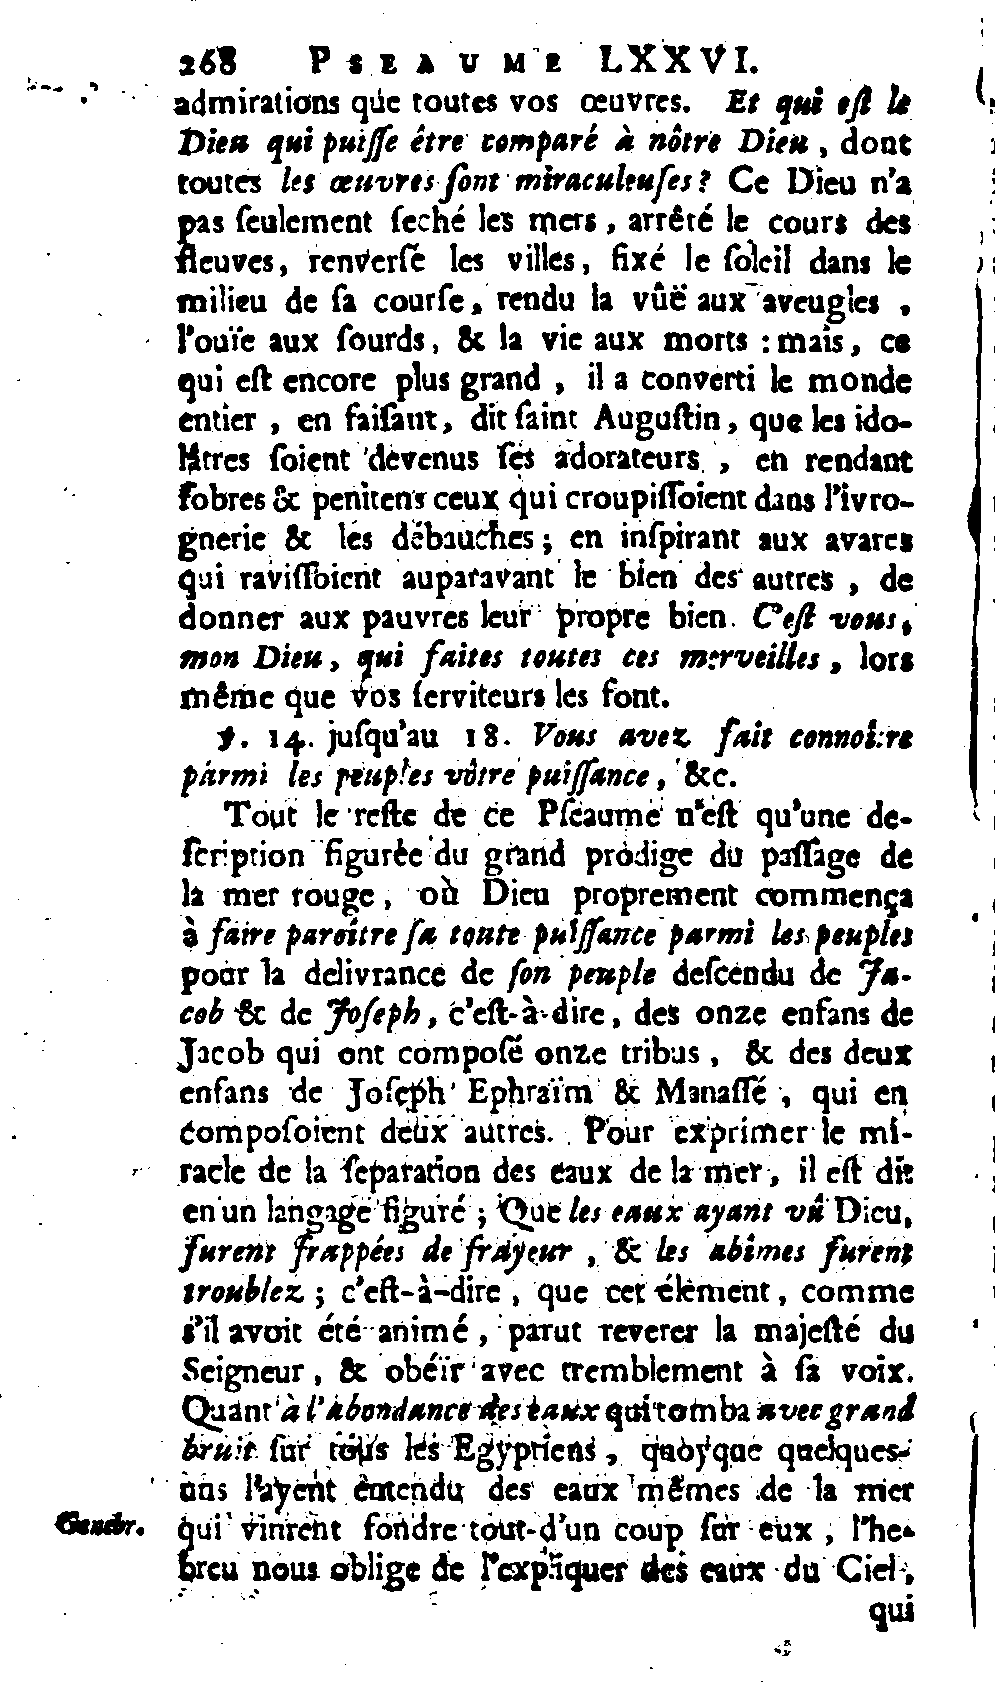 268 PSEAUME LXXVI.
admirations que toutes vos œuvres. Et qui eſt le
Dieu qui puiſſe être comparé à nôtre Dieu, dont
toutes les œuvres ſont miraculeuſes? Ce Dieu n'a
pas ſeulement ſeché les mers, arrêté le cours des
fleuves, renverſé les villes, fixé le ſoleil dans le
milieu de ſa courſe, rendu la vûë aux aveugles,
l'ouïe aux ſourds, & la vie aux morts : mais, ce
qui eſt encore plus grand, il a converti le monde
entier, en faiſant, dit ſaint Auguſtin, que les ido-
lâtres ſoient devenus ſes adorateurs, en rendant
ſobres & penitens ceux qui croupiſſoient dans l'ivro-
gnerie & les débauches; en inſpirant aux avares
qui raviſſoient auparavant le bien des autres, de
donner aux pauvres leur propre bien. C'eſt vous,
mon Dieu, qui faites toutes ces merveilles, lors
même que vos ſerviteurs les font.
℣. 14. juſqu'au 18. Vous avez fait connoître
parmi les peuples vôtre puiſſance, &c.
Tout le reſte de ce Pſeaume n'eſt qu'une de-
ſcription figurée du grand prodige du paſſage de
la mer rouge, où Dieu proprement commença
à faire paroître ſa toute puiſſance parmi les peuples
pour la delivrance de ſon peuple deſcendu de Ja-
cob & de Joſeph, c'eſt-à-dire, des onze enfans de
Jacob qui ont compoſé onze tribus, & des deux
enfans de Joſeph Ephraïm & Manaſſé, qui en
compoſoient deux autres. Pour exprimer le mi-
racle de la ſeparation des eaux de la mer, il eſt dit
en un langage figuré; Que les eaux ayant vû Dieu,
furent frappées de frayeur, & les abîmes furent
troublez; c'eſt-à-dire, que cet élement, comme
s'il avoit été animé, parut reverer la majeſté du
Seigneur, & obéïr avec tremblement à ſa voix.
Quant à l'abondance des eaux qui tomba avec grand
bruit ſur tous les Egyptiens, quoyque quelques-
uns l'ayent entendu des eaux mêmes de la mer
Genebr. qui vinrent fondre tout-d'un coup ſur eux, l'he-
breu nous oblige de l'expliquer des eaux du Ciel,
qui